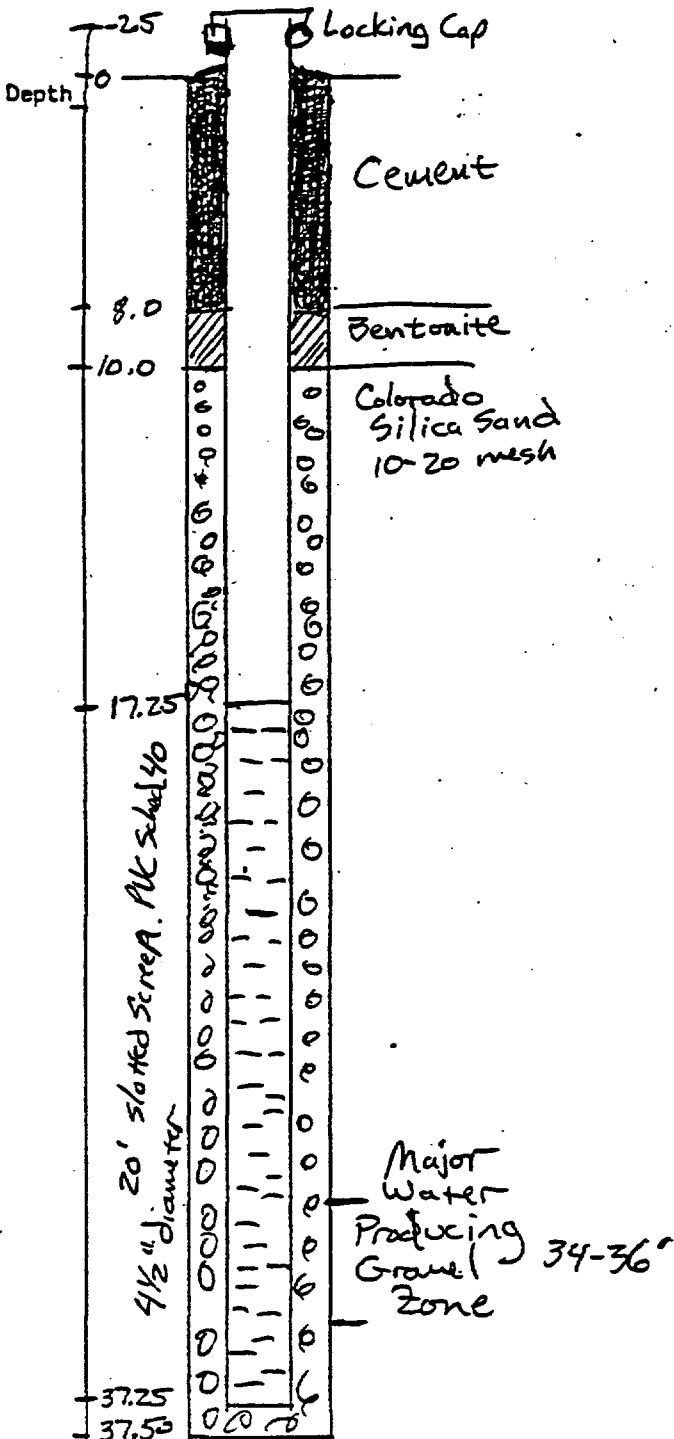 -25
Locking Cap
0
Depth
Cement
8.0
Bentonite
10.0
Colorado
Silica Sand
10-20 mesh
17.25
20' slotted Screen. PVC Sched 40
4½" diameter
Major
Water
Producing
Gravel 34-36"
Zone
37.25
37.50